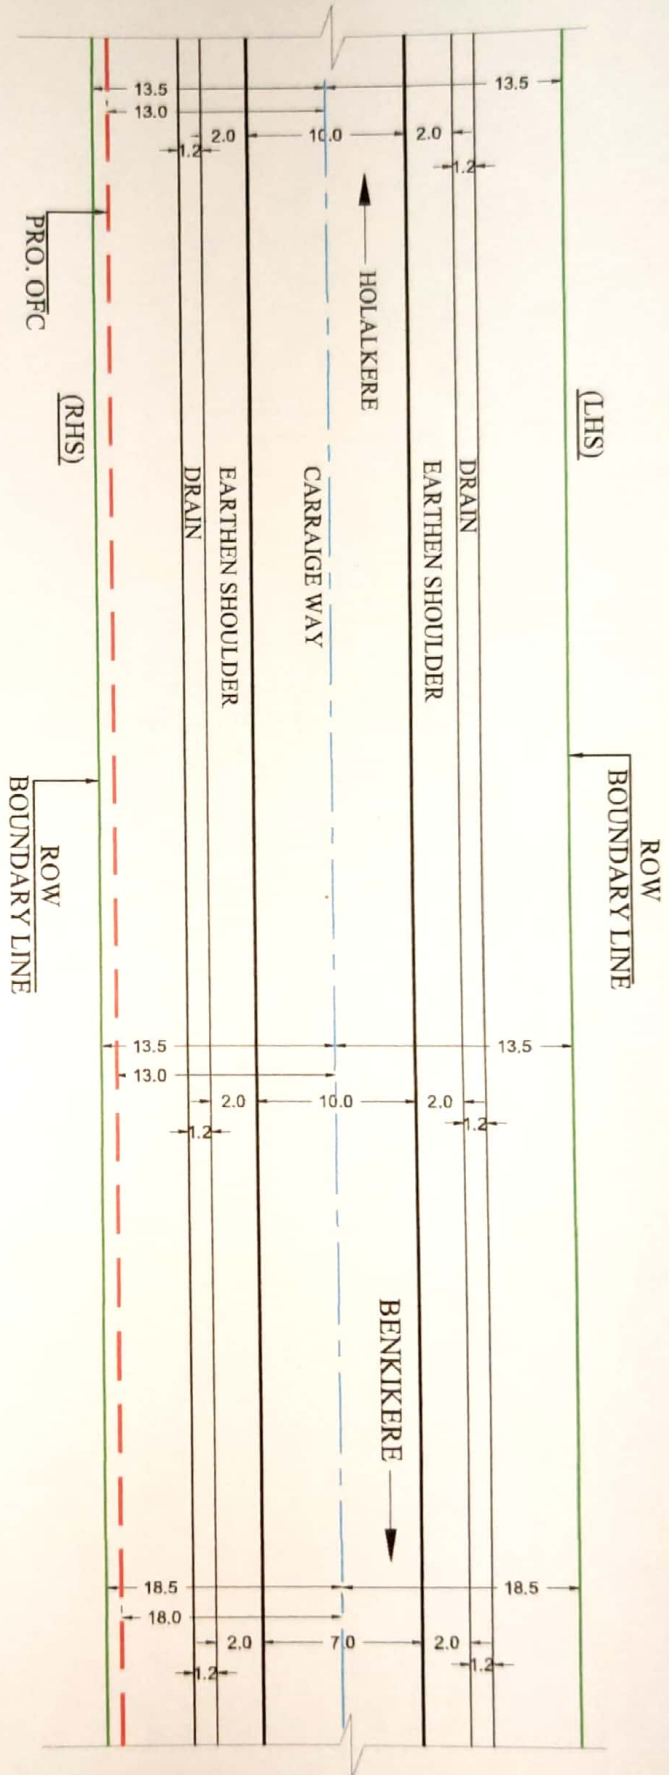 13.5
13.5
13.0
2.0
10.0
2.0
1.2
1.2
PRO. OFC
HOLALKERE
(RHS)
(LHS)
DRAIN
EARTHEN SHOULDER
CARRAIGE WAY
EARTHEN SHOULDER
DRAIN
ROW
BOUNDARY LINE
ROW
BOUNDARY LINE
13.5
13.5
13.0
2.0
10.0
2.0
1.2
1.2
BENKIKERE
18.5
18.5
18.0
2.0
7.0
2.0
1.2
1.2